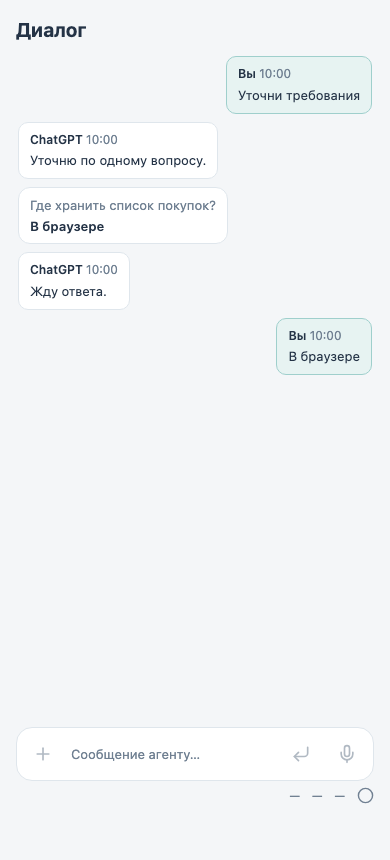 Диалог
Вы 10:00
Уточни требования
ChatGPT 10:00
Уточню по одному вопросу.
Где хранить список покупок?
В браузере
ChatGPT 10:00
Жду ответа.
Вы 10:00
В браузере
Сообщение агенту...